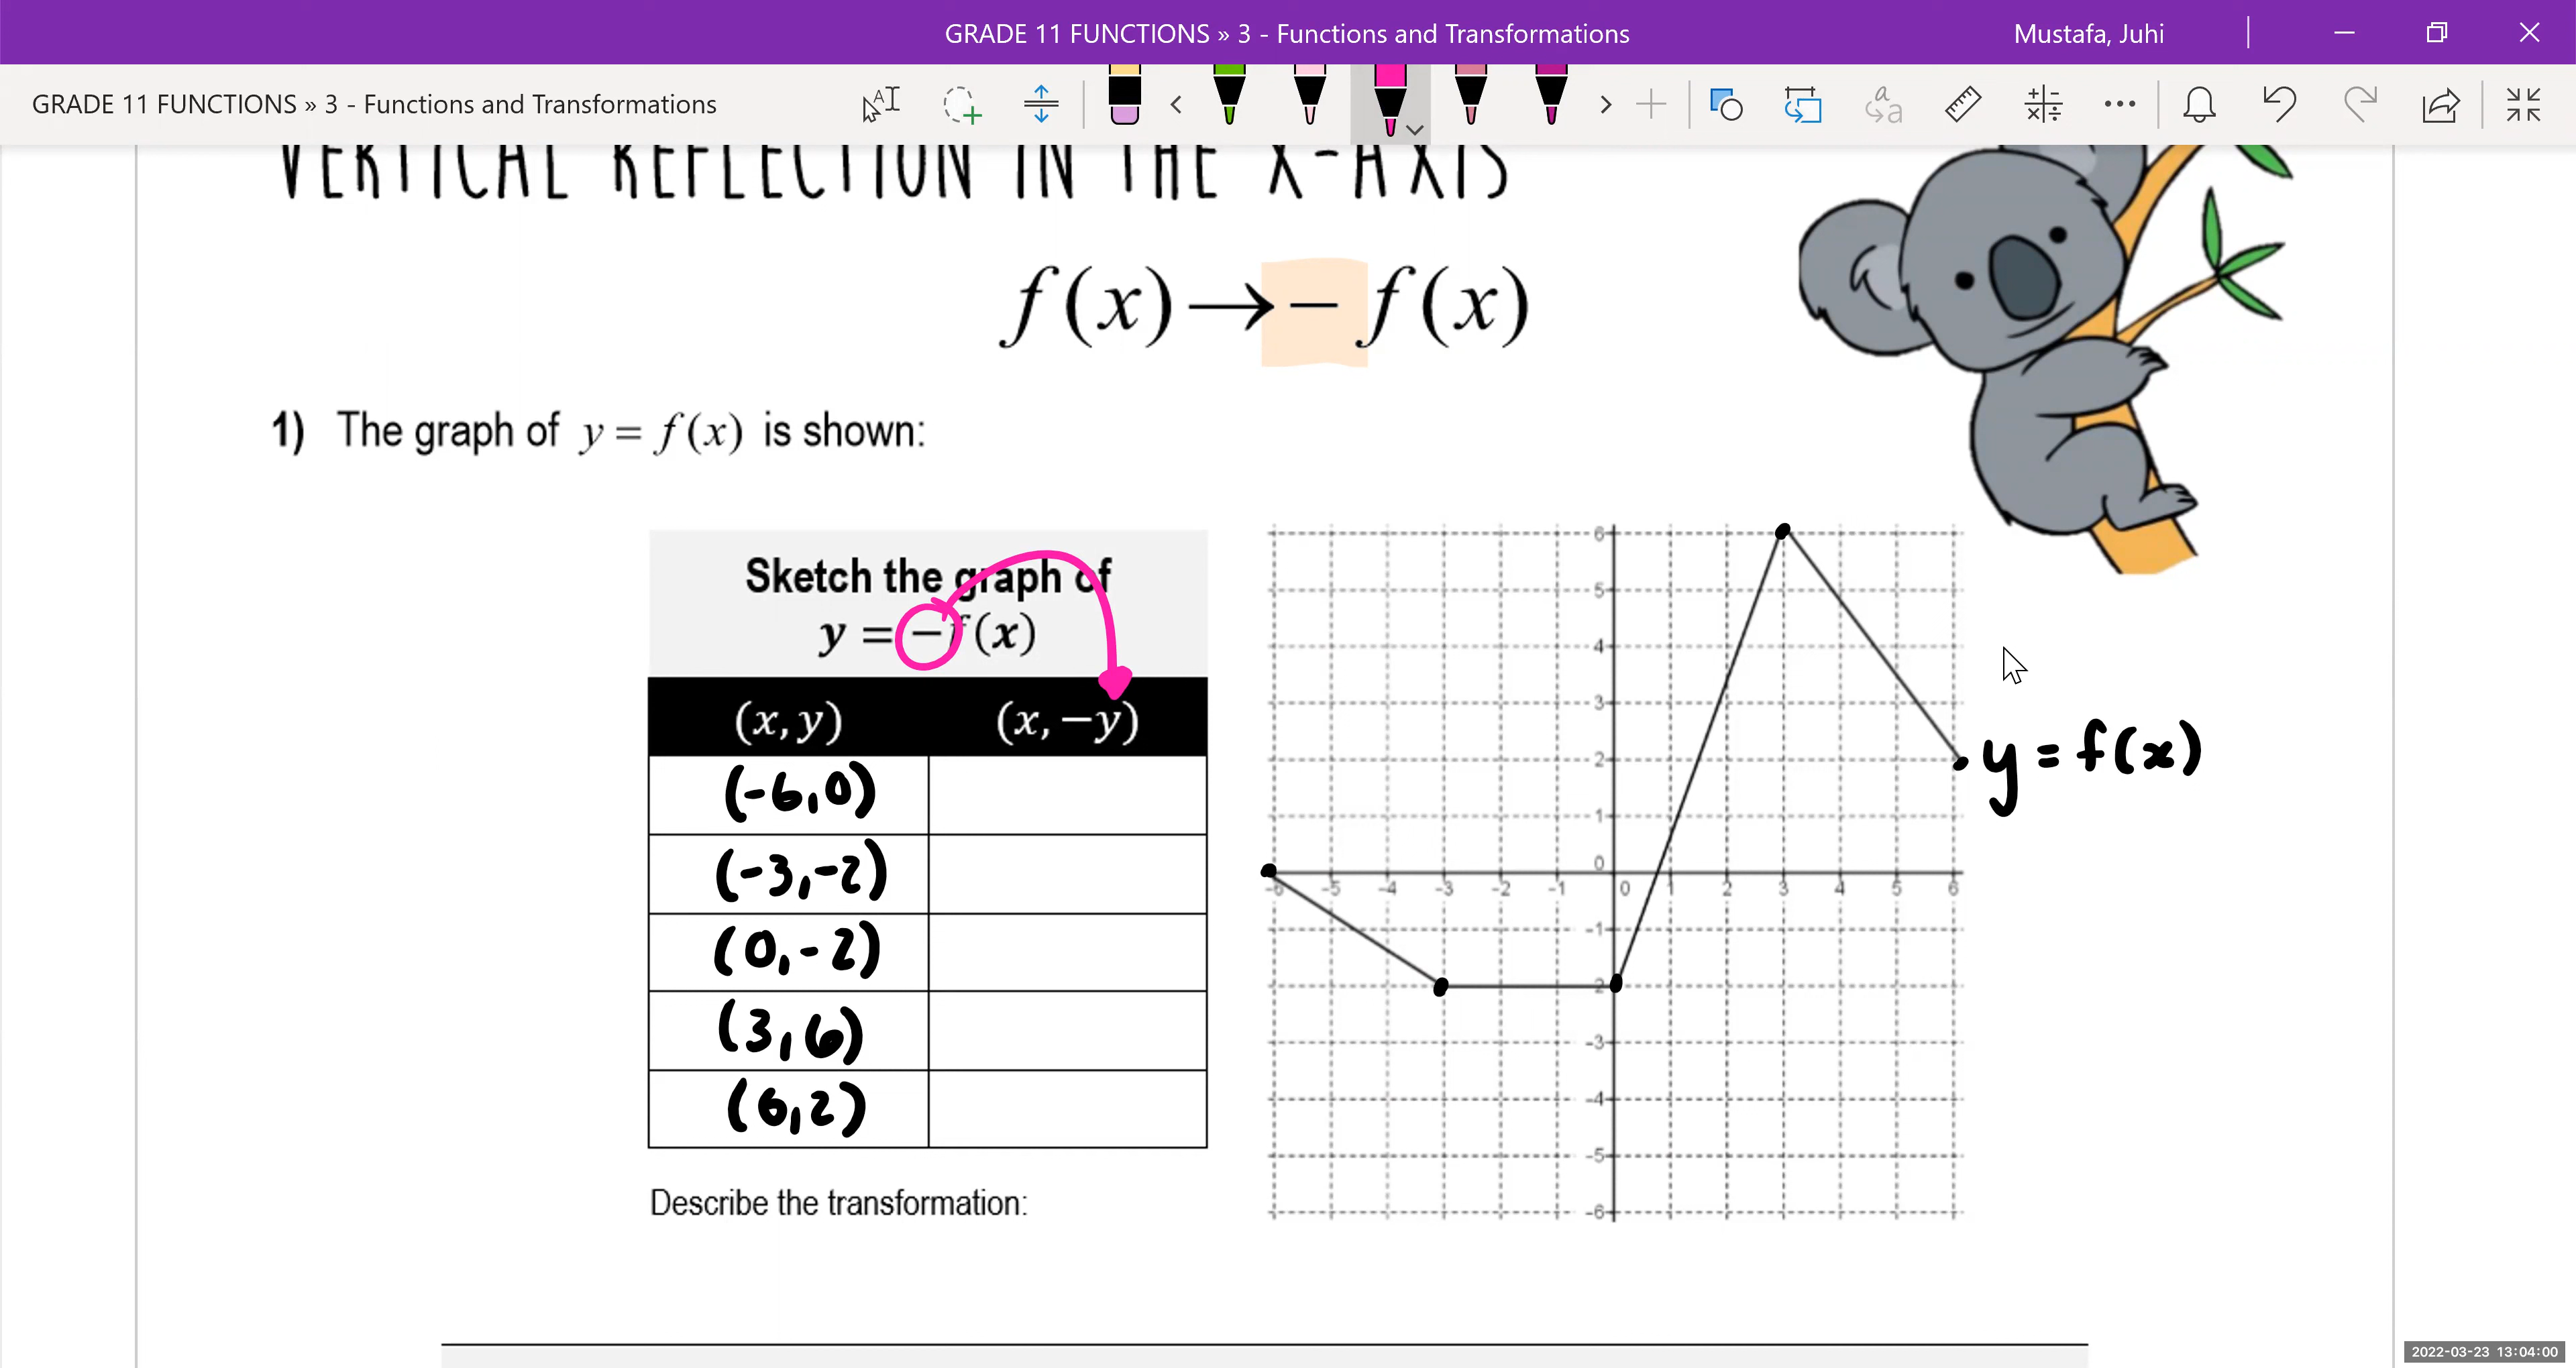 GRADE 11 FUNCTIONS » 3 - Functions and Transformations
Mustafa, Juhi
GRADE 11 FUNCTIONS » 3 - Functions and Transformations
VERTICAL REFLECTION IN THE X-AXIS
f(x)→−f(x)
1) The graph of y = f(x) is shown:
Sketch the graph of
y = −f(x)
(x, y) (x, −y)
(-6,0)
(-3,-2)
(0,-2)
(3,6)
(6,2)
Describe the transformation:
6
5
4
3
2
1
0
-6 -5 -4 -3 -2 -1 0 1 2 3 4 5 6
-1
-2
-3
-4
-5
-6
y = f(x)
2022-03-23 13:04:00